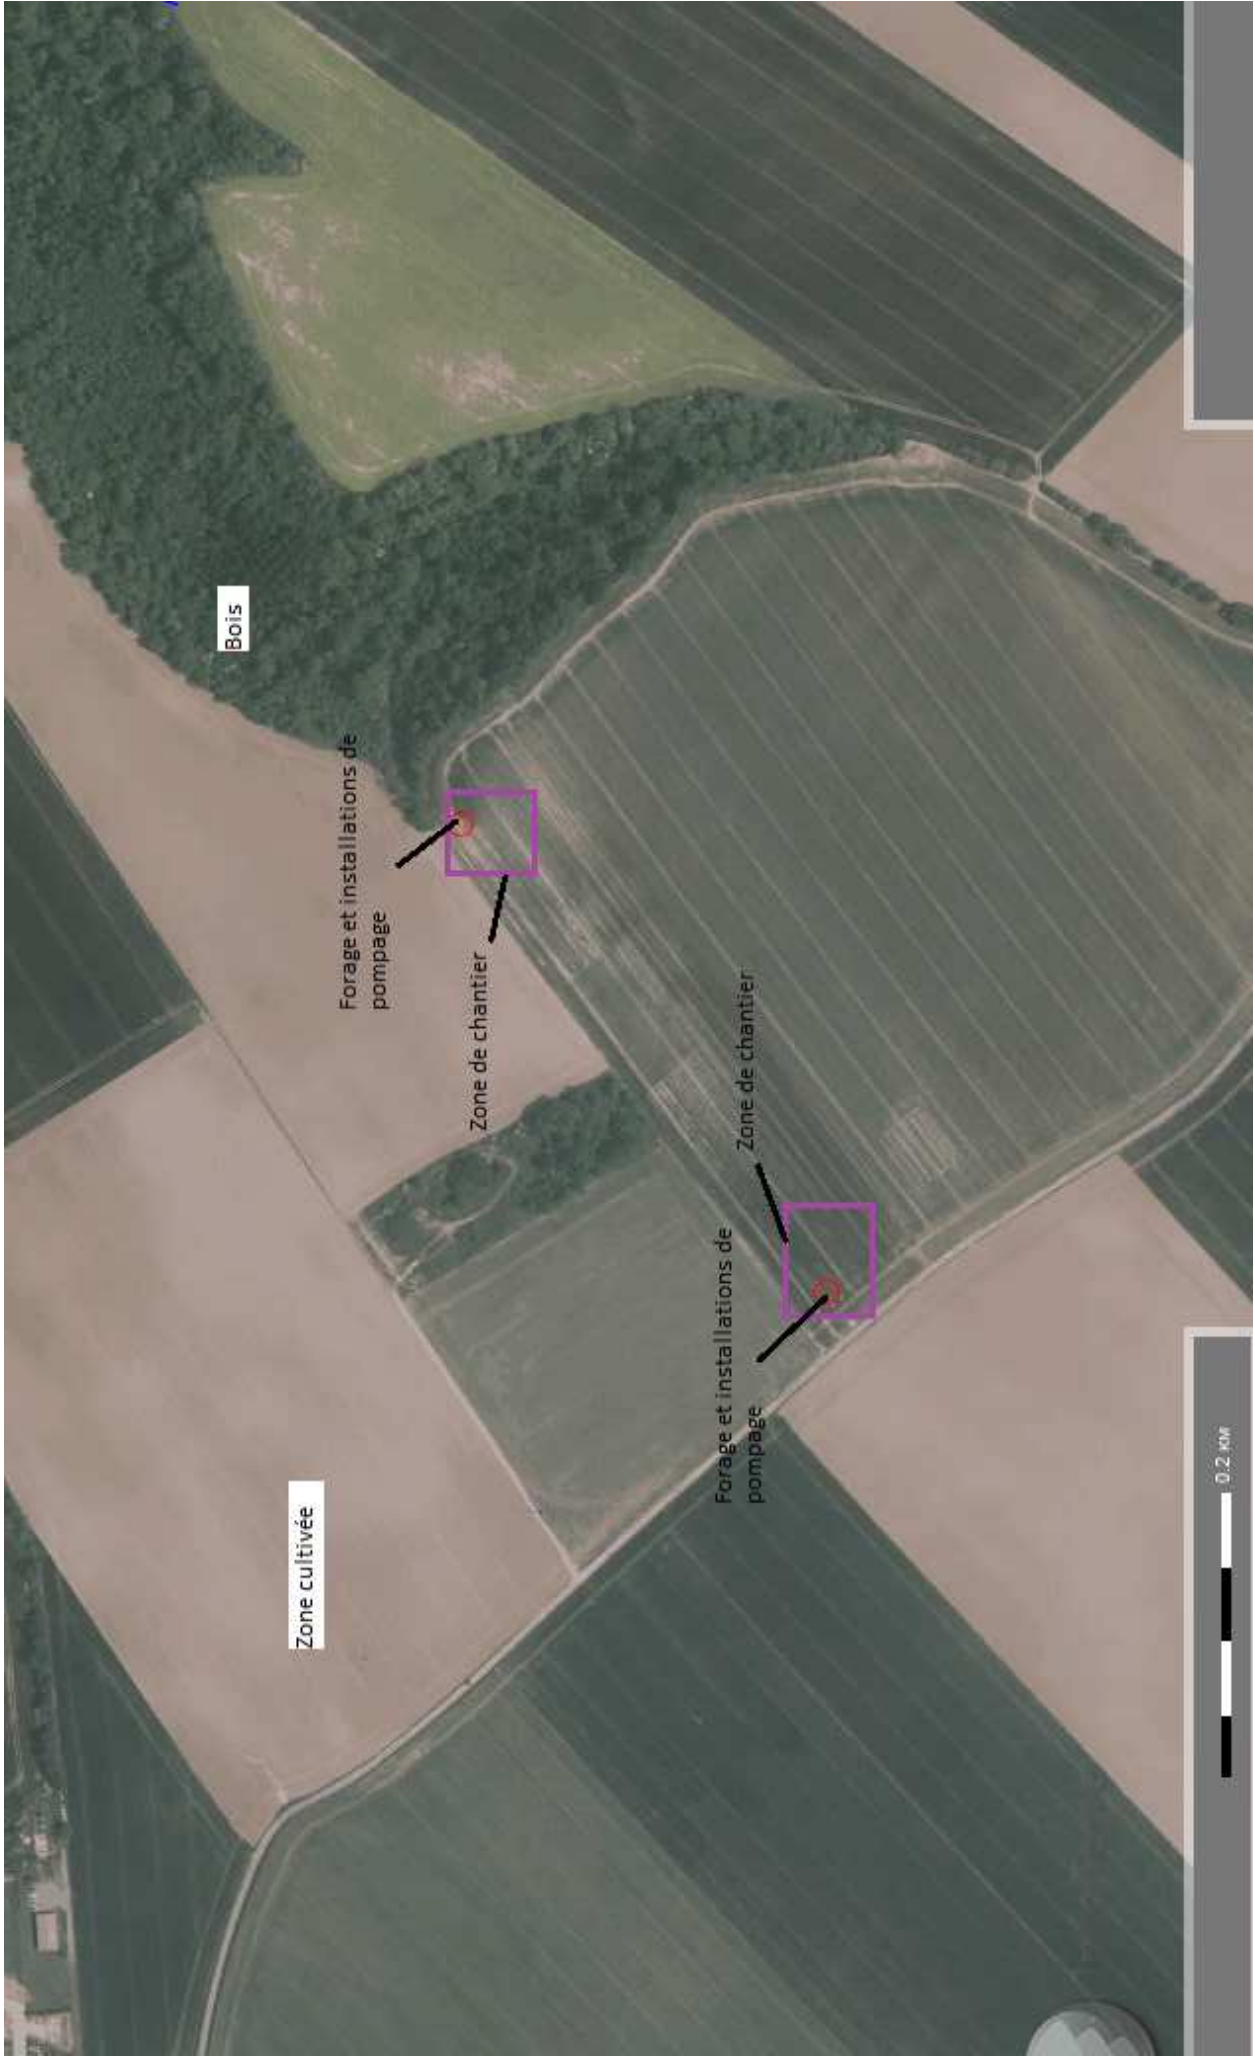 Bois
Zone cultivée
Forage et installations de
pompage
Zone de chantier
Forage et installations de
pompage
Zone de chantier
0.2 км